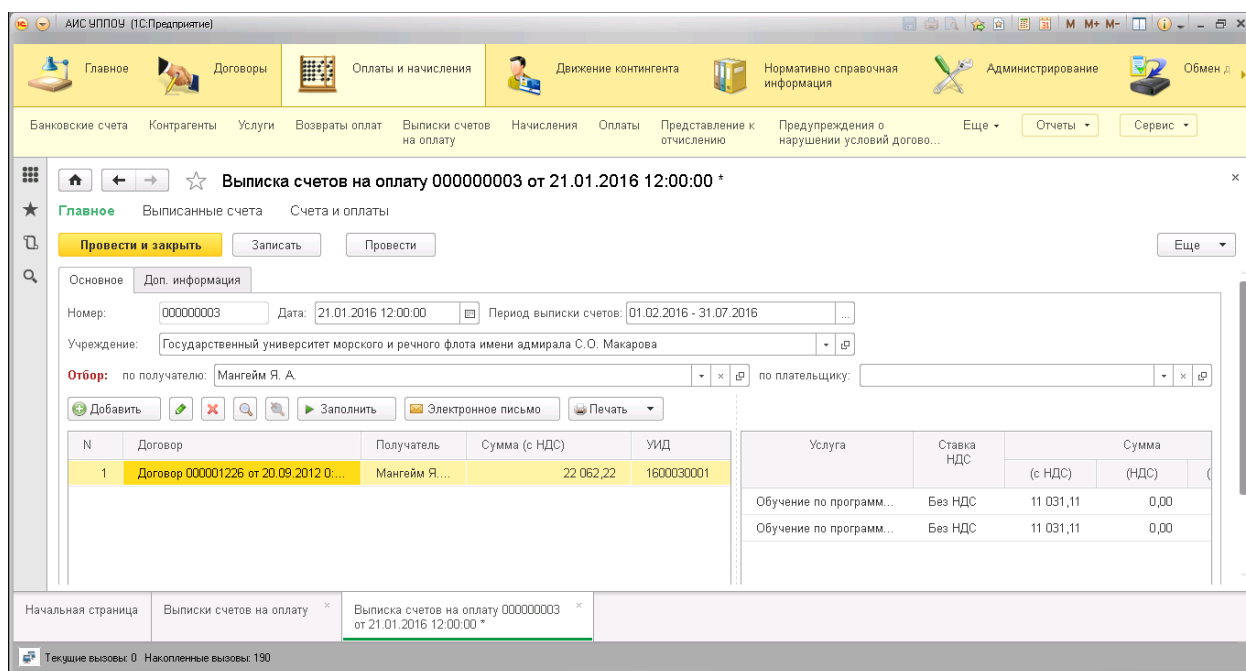 АИС УППОУ (1С:Предприятие)
M M+ M-
Главное Договоры Оплаты и начисления Движение контингента Нормативно справочная Администрирование Обмен д
информация
Банковские счета Контрагенты Услуги Возвраты оплат Выписки счетов Начисления Оплаты Представление к Предупреждения о Еще Отчеты Сервис
на оплату отчислению нарушении условий догово...
Выписка счетов на оплату 000000003 от 21.01.2016 12:00:00 *
Главное Выписанные счета Счета и оплаты
Провести и закрыть Записать Провести Еще
Основное Доп. информация
Номер: 000000003 Дата: 21.01.2016 12:00:00 Период выписки счетов: 01.02.2016 - 31.07.2016 ...
Учреждение: Государственный университет морского и речного флота имени адмирала С.О. Макарова
Отбор: по получателю: Мангейм Я. А. по плательщику:
Добавить Заполнить Электронное письмо Печать
N Договор Получатель Сумма (с НДС) УИД Услуга Ставка Сумма
НДС (с НДС) (НДС) (
1 Договор 000001226 от 20.09.2012 0:... Мангейм Я.... 22 062,22 1600030001
Обучение по программ... Без НДС 11 031,11 0,00
Обучение по программ... Без НДС 11 031,11 0,00
Начальная страница Выписки счетов на оплату Выписка счетов на оплату 000000003
от 21.01.2016 12:00:00 *
Текущие вызовы: 0 Накопленные вызовы: 190